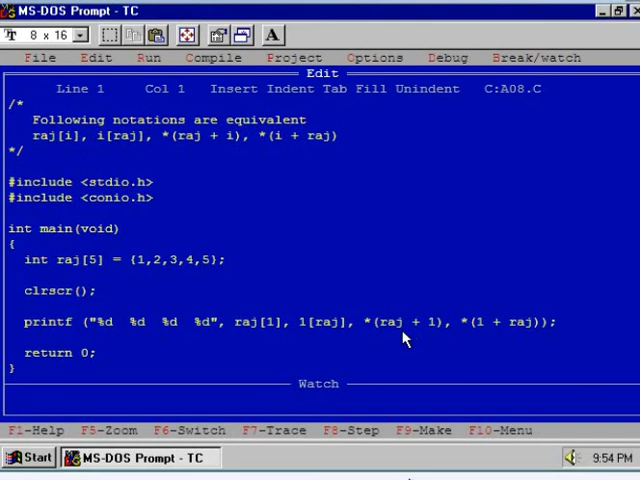 MS-DOS Prompt - TC
8 x 16
A
File Edit Run Compile Project Options Debug Break/watch
Edit
Line 1 Col 1 Insert Indent Tab Fill Unindent C:A08.C
/*
Following notations are equivalent
raj[i], i[raj], *(raj + i), *(i + raj)
*/
#include <stdio.h>
#include <conio.h>
int main(void)
{
int raj[5] = {1,2,3,4,5};
clrscr();
printf ("%d %d %d %d", raj[1], 1[raj], *(raj + 1), *(1 + raj));
return 0;
}
Watch
F1-Help F5-Zoom F6-Switch F7-Trace F8-Step F9-Make F10-Menu
Start MS-DOS Prompt - TC 9:54 PM